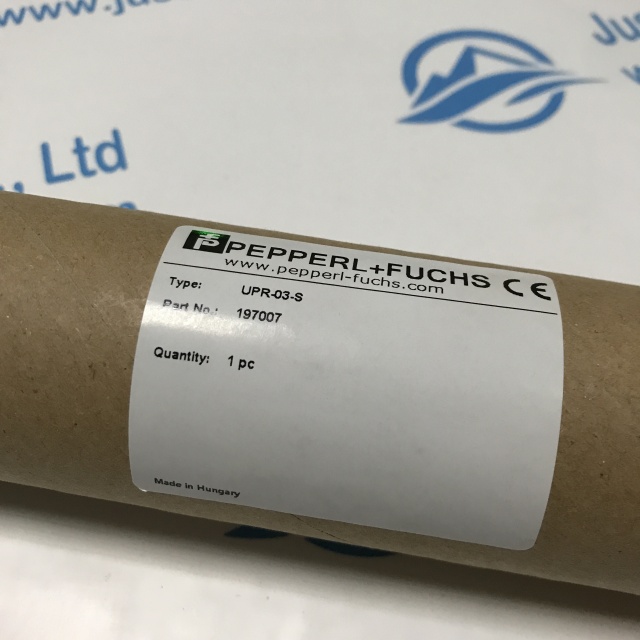 Ltd
PEPPERL+FUCHS CE
www.pepperl-fuchs.com
Type: UPR-03-S
Part No.: 197007
Quantity: 1 pc
Made in Hungary